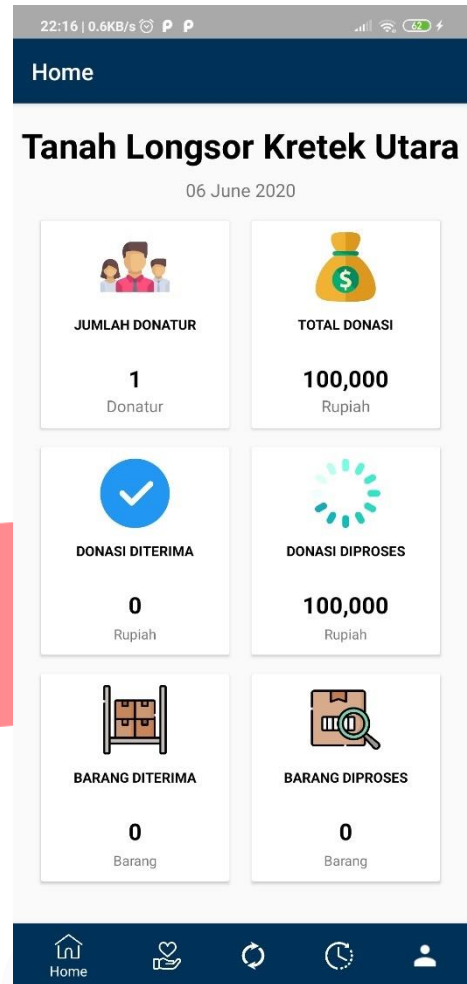 22:16 | 0.6KB/s
62
Home
Tanah Longsor Kretek Utara
06 June 2020
JUMLAH DONATUR
1
Donatur
TOTAL DONASI
100,000
Rupiah
DONASI DITERIMA
0
Rupiah
DONASI DIPROSES
100,000
Rupiah
BARANG DITERIMA
0
Barang
BARANG DIPROSES
0
Barang
Home